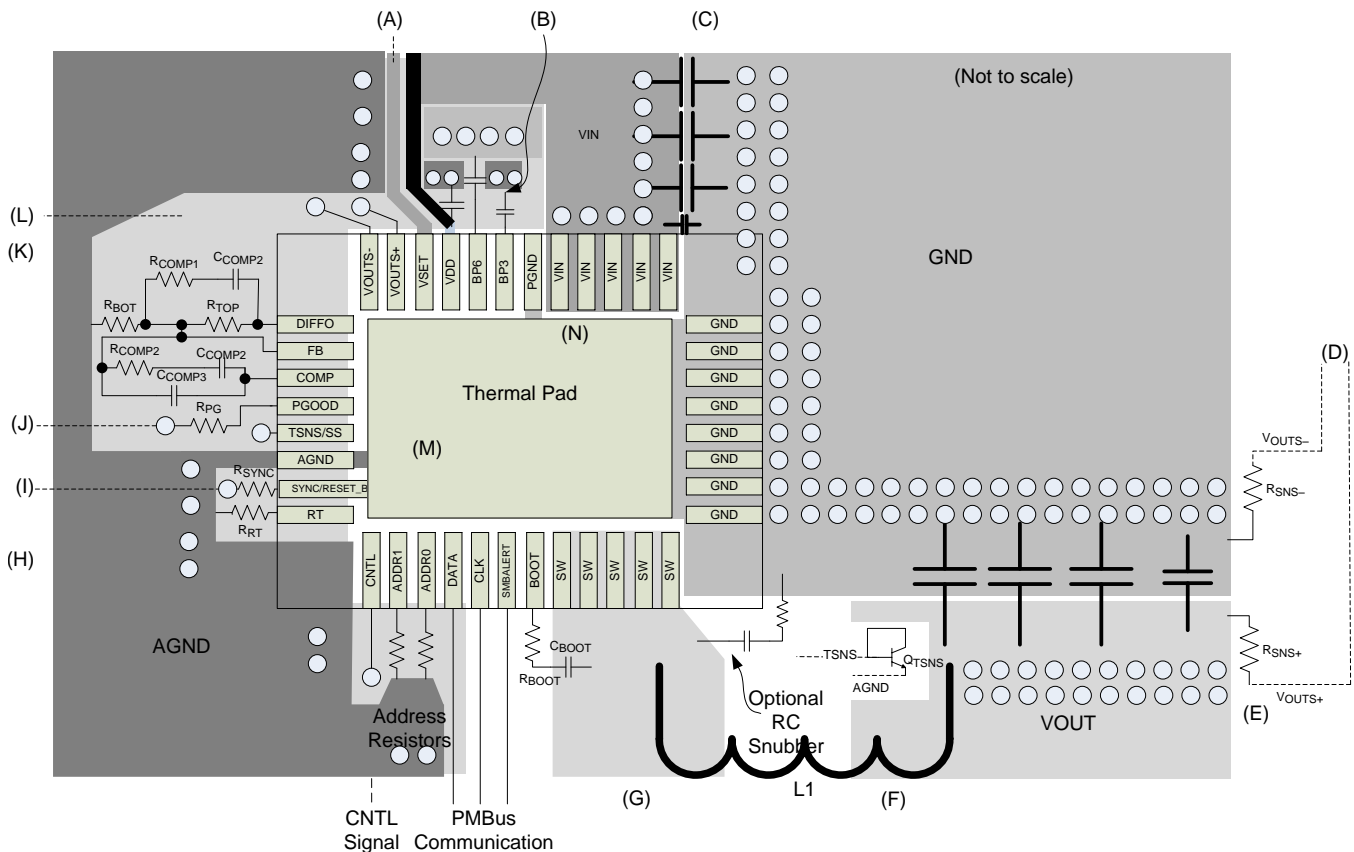 (A)
(B)
(C)
(Not to scale)
VIN
(L)
(K)
GND
VOUTS-
VOUTS+
VSET
VDD
BP6
BP3
PGND
VIN
VIN
VIN
VIN
VIN
RCOMP1
CCOMP2
RBOT
RTOP
RCOMP2
CCOMP2
CCOMP3
RPG
(J)
DIFFO
FB
COMP
PGOOD
TSNS/SS
AGND
SYNC/RESET_B
RT
RSYNC
(I)
RRT
(N)
Thermal Pad
(M)
GND
GND
GND
GND
GND
GND
GND
GND
(D)
VOUTS–
RSNS–
(H)
CNTL
ADDR1
ADDR0
DATA
CLK
SMBALERT
BOOT
SW
SW
SW
SW
SW
AGND
CBOOT
RBOOT
TSNS
QTSNS
AGND
RSNS+
VOUTS+
(E)
Address
Resistors
Optional
RC
Snubber
VOUT
L1
(G)
(F)
CNTL
Signal
PMBus
Communication